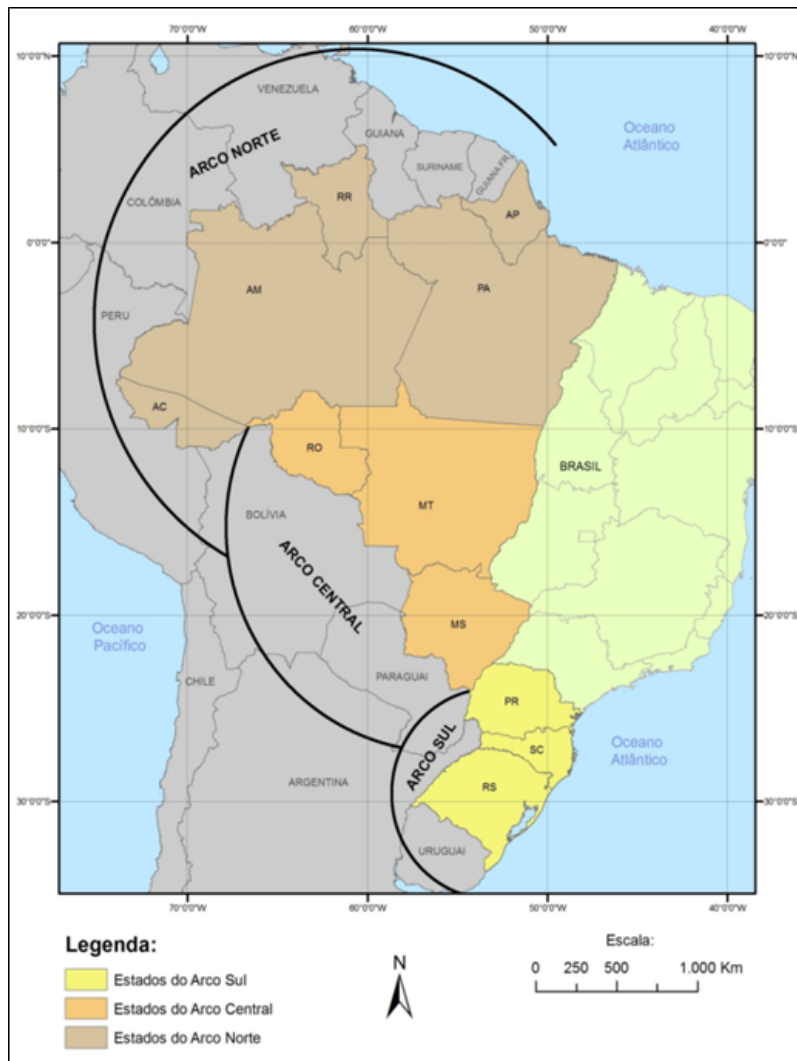 70°0'0"W
60°0'0"W
50°0'0"W
40°0'0"W
10°0'0"N
10°0'0"N
VENEZUELA
Oceano
Atlântico
ARCO NORTE
GUIANA
SURINAME
GUIANA FR.
COLÔMBIA
RR
AP
0°0'0"
0°0'0"
AM
PA
PERU
AC
10°0'0"S
10°0'0"S
RO
BRASIL
MT
BOLÍVIA
ARCO CENTRAL
20°0'0"S
20°0'0"S
Oceano
Pacífico
MS
PARAGUAI
CHILE
PR
ARCO SUL
SC
Oceano
Atlântico
ARGENTINA
RS
30°0'0"S
30°0'0"S
URUGUAI
70°0'0"W
60°0'0"W
50°0'0"W
40°0'0"W
Legenda:
Estados do Arco Sul
Estados do Arco Central
Estados do Arco Norte
N
Escala:
0 250 500 1.000 Km